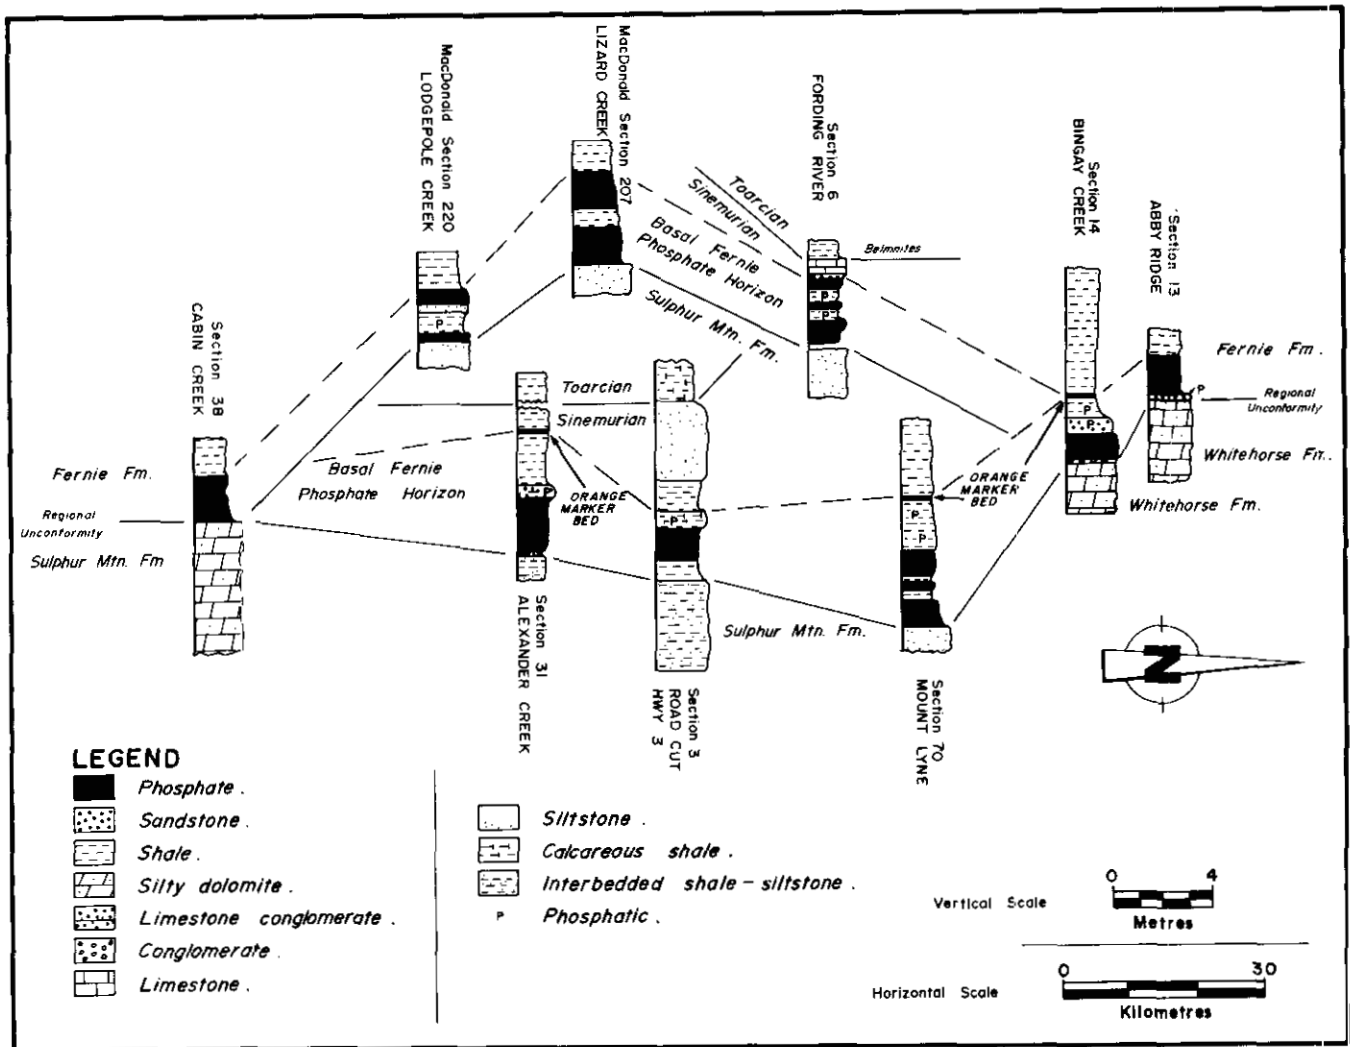 MacDonald Section 220
LODGEPOLE CREEK
MacDonald Section 207
LIZARD CREEK
Section 6
FORDING RIVER
Section 14
BINGAY CREEK
Section 13
ABBY RIDGE
Section 38
CABIN CREEK
Toarcian
Sinemurian
Basal Fernie
Phosphate Horizon
Sulphur Mtn. Fm.
Belmnites
P
P
P
P
P
P
Fernie Fm.
Regional
Unconformity
Whitehorse Fm.
Whitehorse Fm.
Toarcian
Sinemurian
Basal Fernie
Phosphate Horizon
ORANGE
MARKER
BED
P
P
P
P
ORANGE
MARKER
BED
Fernie Fm.
Regional
Unconformity
Sulphur Mtn. Fm
Sulphur Mtn. Fm.
Section 31
ALEXANDER CREEK
Section 3
ROAD CUT
HWY 3
Section 70
MOUNT LYNE
N
LEGEND
Phosphate.
Sandstone.
Shale.
Silty dolomite.
Limestone conglomerate.
Conglomerate.
Limestone.
Siltstone.
Calcareous shale.
Interbedded shale-siltstone.
P Phosphatic.
Vertical Scale
0 4
Metres
Horizontal Scale
0 30
Kilometres